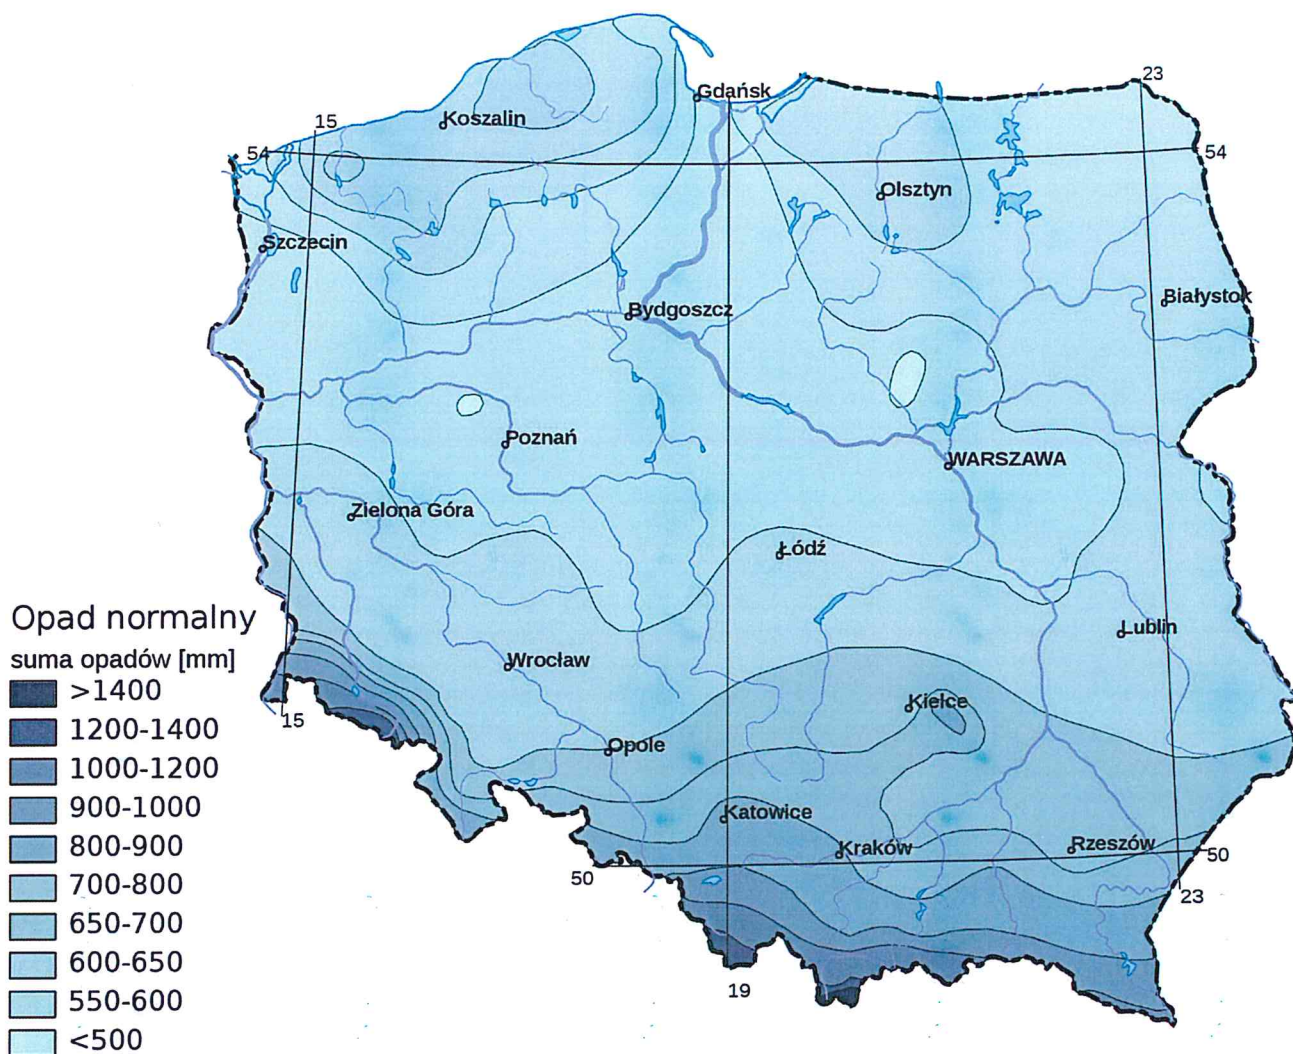 23
Gdańsk
15
Koszalin
54
54
Olsztyn
Szczecin
Białystok
Bydgoszcz
Poznań
WARSZAWA
Zielona Góra
Łódź
Opad normalny
suma opadów [mm]
>1400
1200-1400
1000-1200
900-1000
800-900
700-800
650-700
600-650
550-600
<500
Lublin
Wrocław
Kielce
15
Opole
Katowice
Kraków
Rzeszów
50
50
23
19